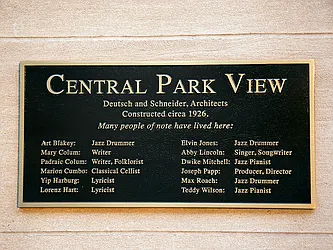 CENTRAL PARK VIEW
Deutsch and Schneider, Architects
Constructed circa 1926.
Many people of note have lived here:
Art Blakey: Jazz Drummer
Mary Colum: Writer
Padraic Colum: Writer, Folklorist
Marion Cumbo: Classical Cellist
Yip Harburg: Lyricist
Lorenz Hart: Lyricist
Elvin Jones: Jazz Drummer
Abby Lincoln: Singer, SongWriter
Dwike Mitchell: Jazz Pianist
Joseph Papp: Producer, Director
Max Roach: Jazz Drummer
Teddy Wilson: Jazz Pianist